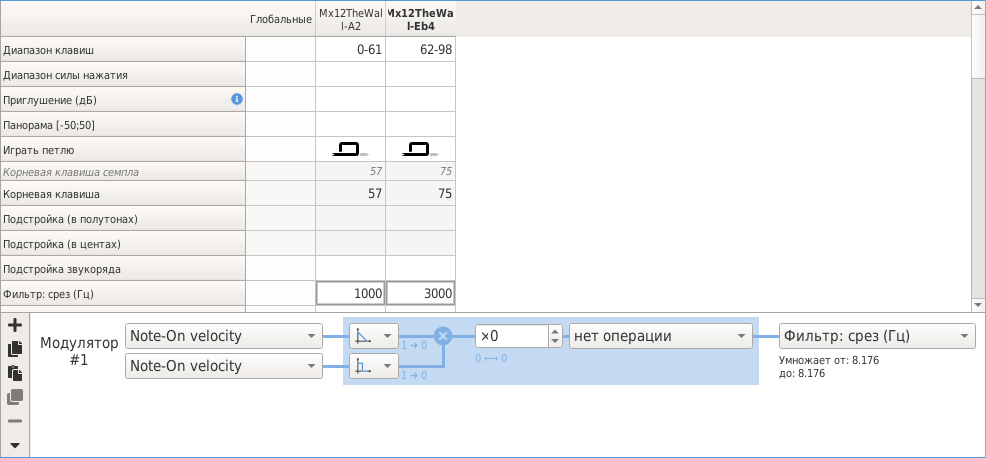 Глобальные
Mx12TheWal
l-A2
Mx12TheWa
l-Eb4
Диапазон клавиш
0-61
62-98
Диапазон силы нажатия
Приглушение (дБ)
Панорама [-50;50]
Играть петлю
Корневая клавиша семпла
57
75
Корневая клавиша
57
75
Подстройка (в полутонах)
Подстройка (в центах)
Подстройка звукоряда
Фильтр: срез (Гц)
1000
3000
Модулятор
#1
Note-On velocity
1 → 0
×0
нет операции
Фильтр: срез (Гц)
0 ⟷ 0
Умножает от: 8.176
до: 8.176
Note-On velocity
1 → 0